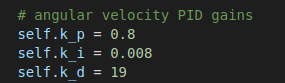 # angular velocity PID gains
self.k_p = 0.8
self.k_i = 0.008
self.k_d = 19